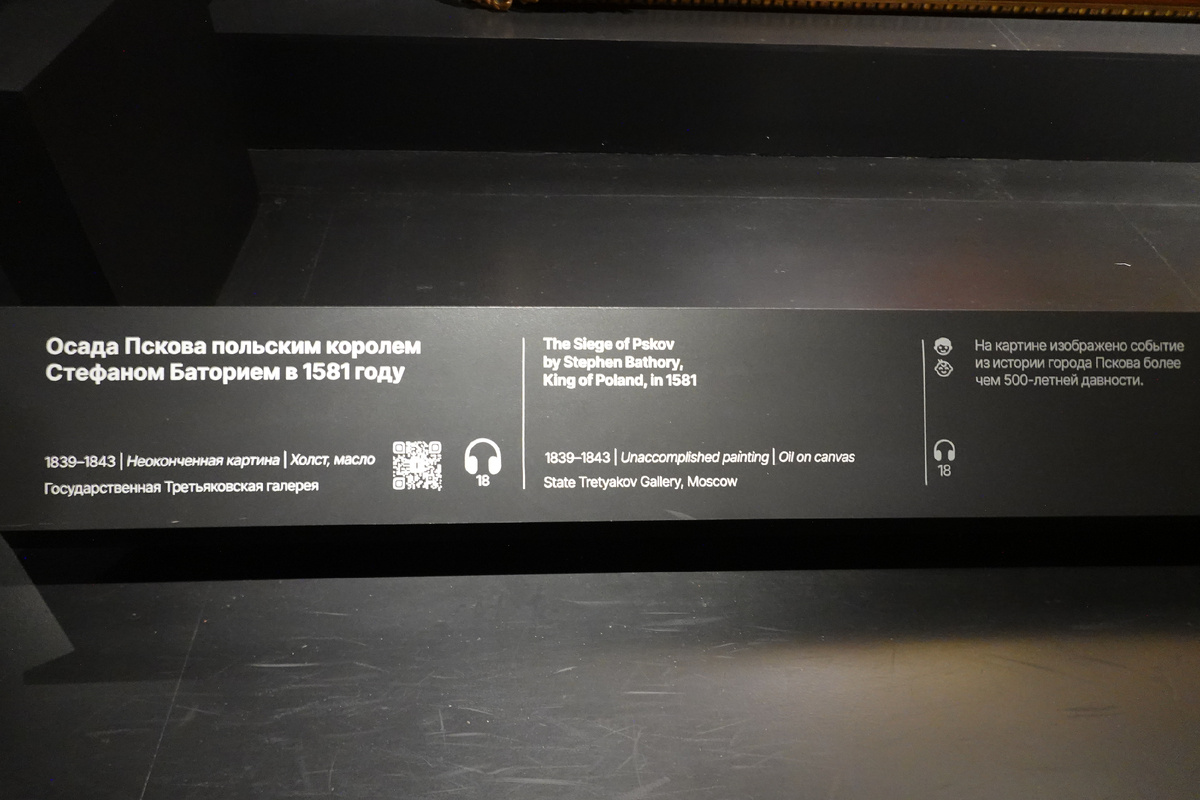 Осада Пскова польским королем
Стефаном Баторием в 1581 году
1839–1843 | Неоконченная картина | Холст, масло
Государственная Третьяковская галерея
18
The Siege of Pskov
by Stephen Bathory,
King of Poland, in 1581
1839–1843 | Unaccomplished painting | Oil on canvas
State Tretyakov Gallery, Moscow
На картине изображено событие
из истории города Пскова более
чем 500-летней давности.
18